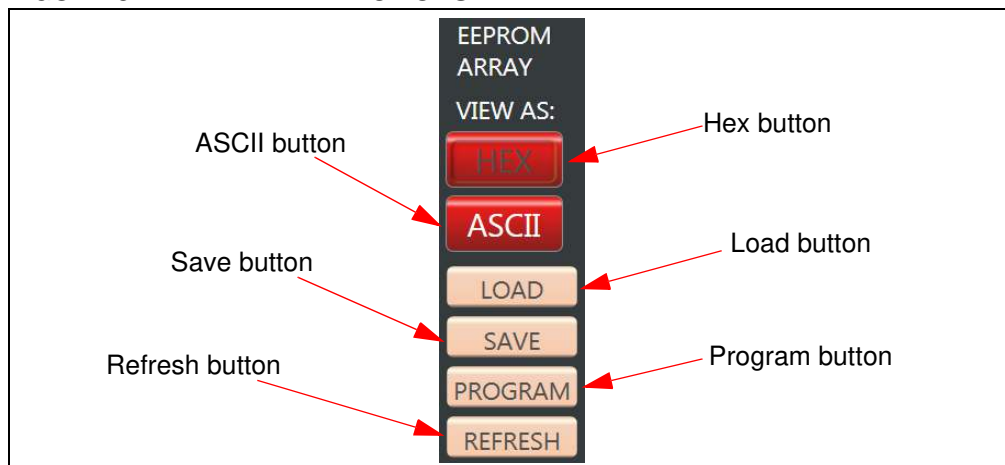 EEPROM
ARRAY
VIEW AS:
Hex button
ASCII button
HEX
ASCII
Load button
Save button
LOAD
SAVE
Program button
Refresh button
PROGRAM
REFRESH